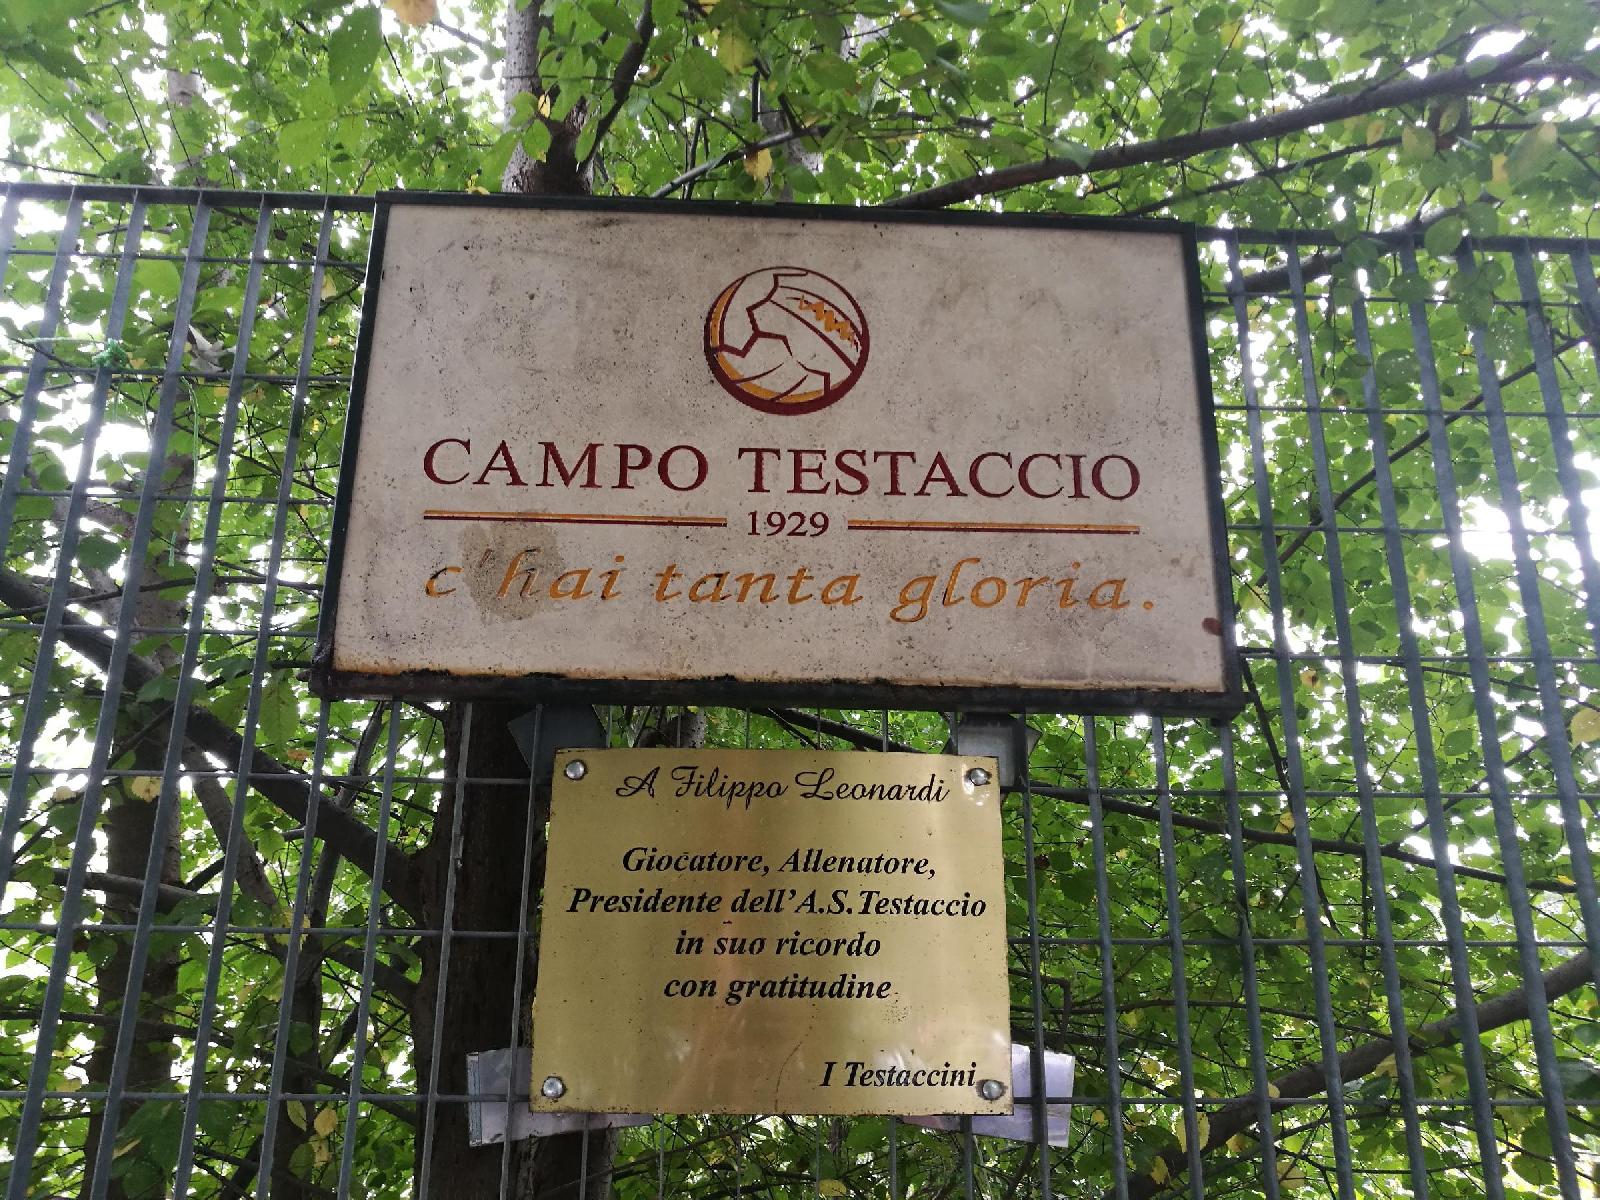 CAMPO TESTACCIO
1929
c'hai tanta gloria.
A Filippo Leonardi
Giocatore, Allenatore,
Presidente dell'A.S. Testaccio
in suo ricordo
con gratitudine
I Testaccini